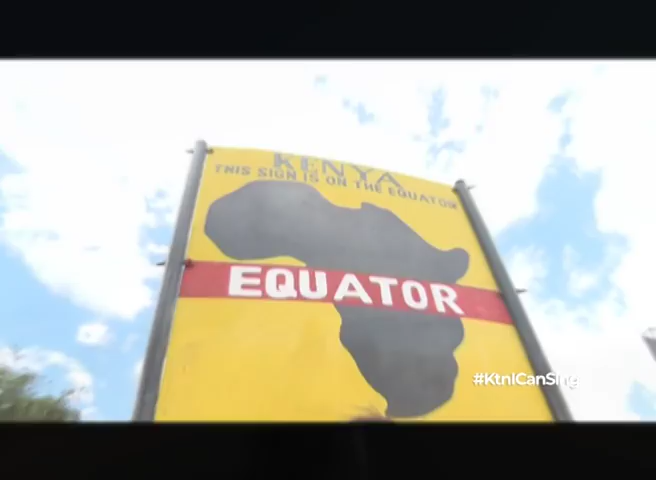 KENYA
THIS SIGN IS ON THE EQUATOR
EQUATOR
#KtnICanSing